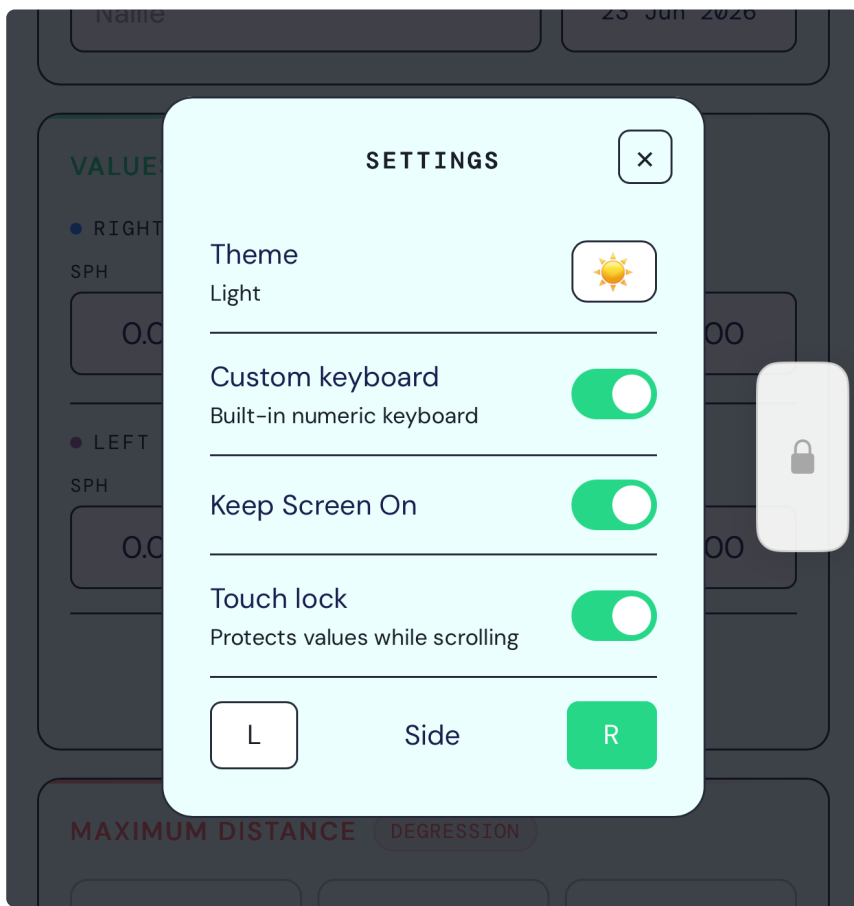 Name
23 Jun 2026
SETTINGS
×
VALUES
RIGHT
Theme
Light
SPH
0.0
00
Custom keyboard
Built-in numeric keyboard
LEFT
SPH
Keep Screen On
0.0
00
Touch lock
Protects values while scrolling
L
Side
R
MAXIMUM DISTANCE
DEGRESSION